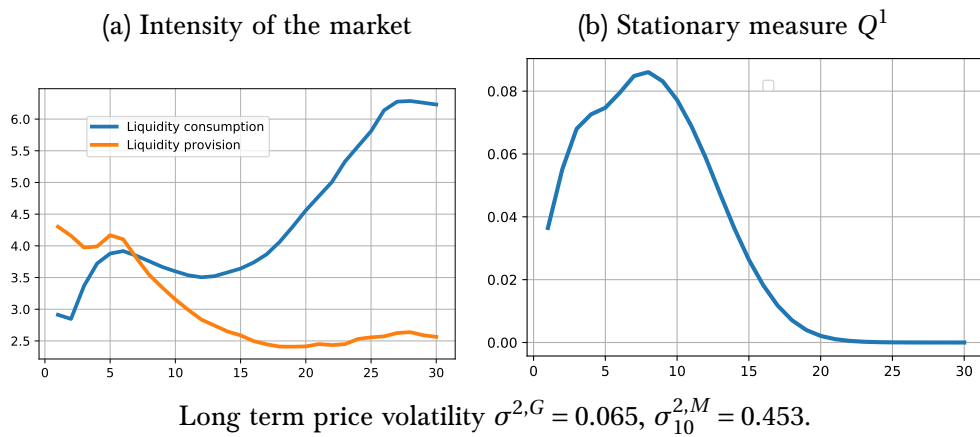 (a) Intensity of the market
(b) Stationary measure Q¹
6.0
5.5
5.0
4.5
4.0
3.5
3.0
2.5
Liquidity consumption
Liquidity provision
0 5 10 15 20 25 30
0.08
0.06
0.04
0.02
0.00
0 5 10 15 20 25 30
Long term price volatility σ^{2,G} = 0.065, σ^{2,M}_{10} = 0.453.